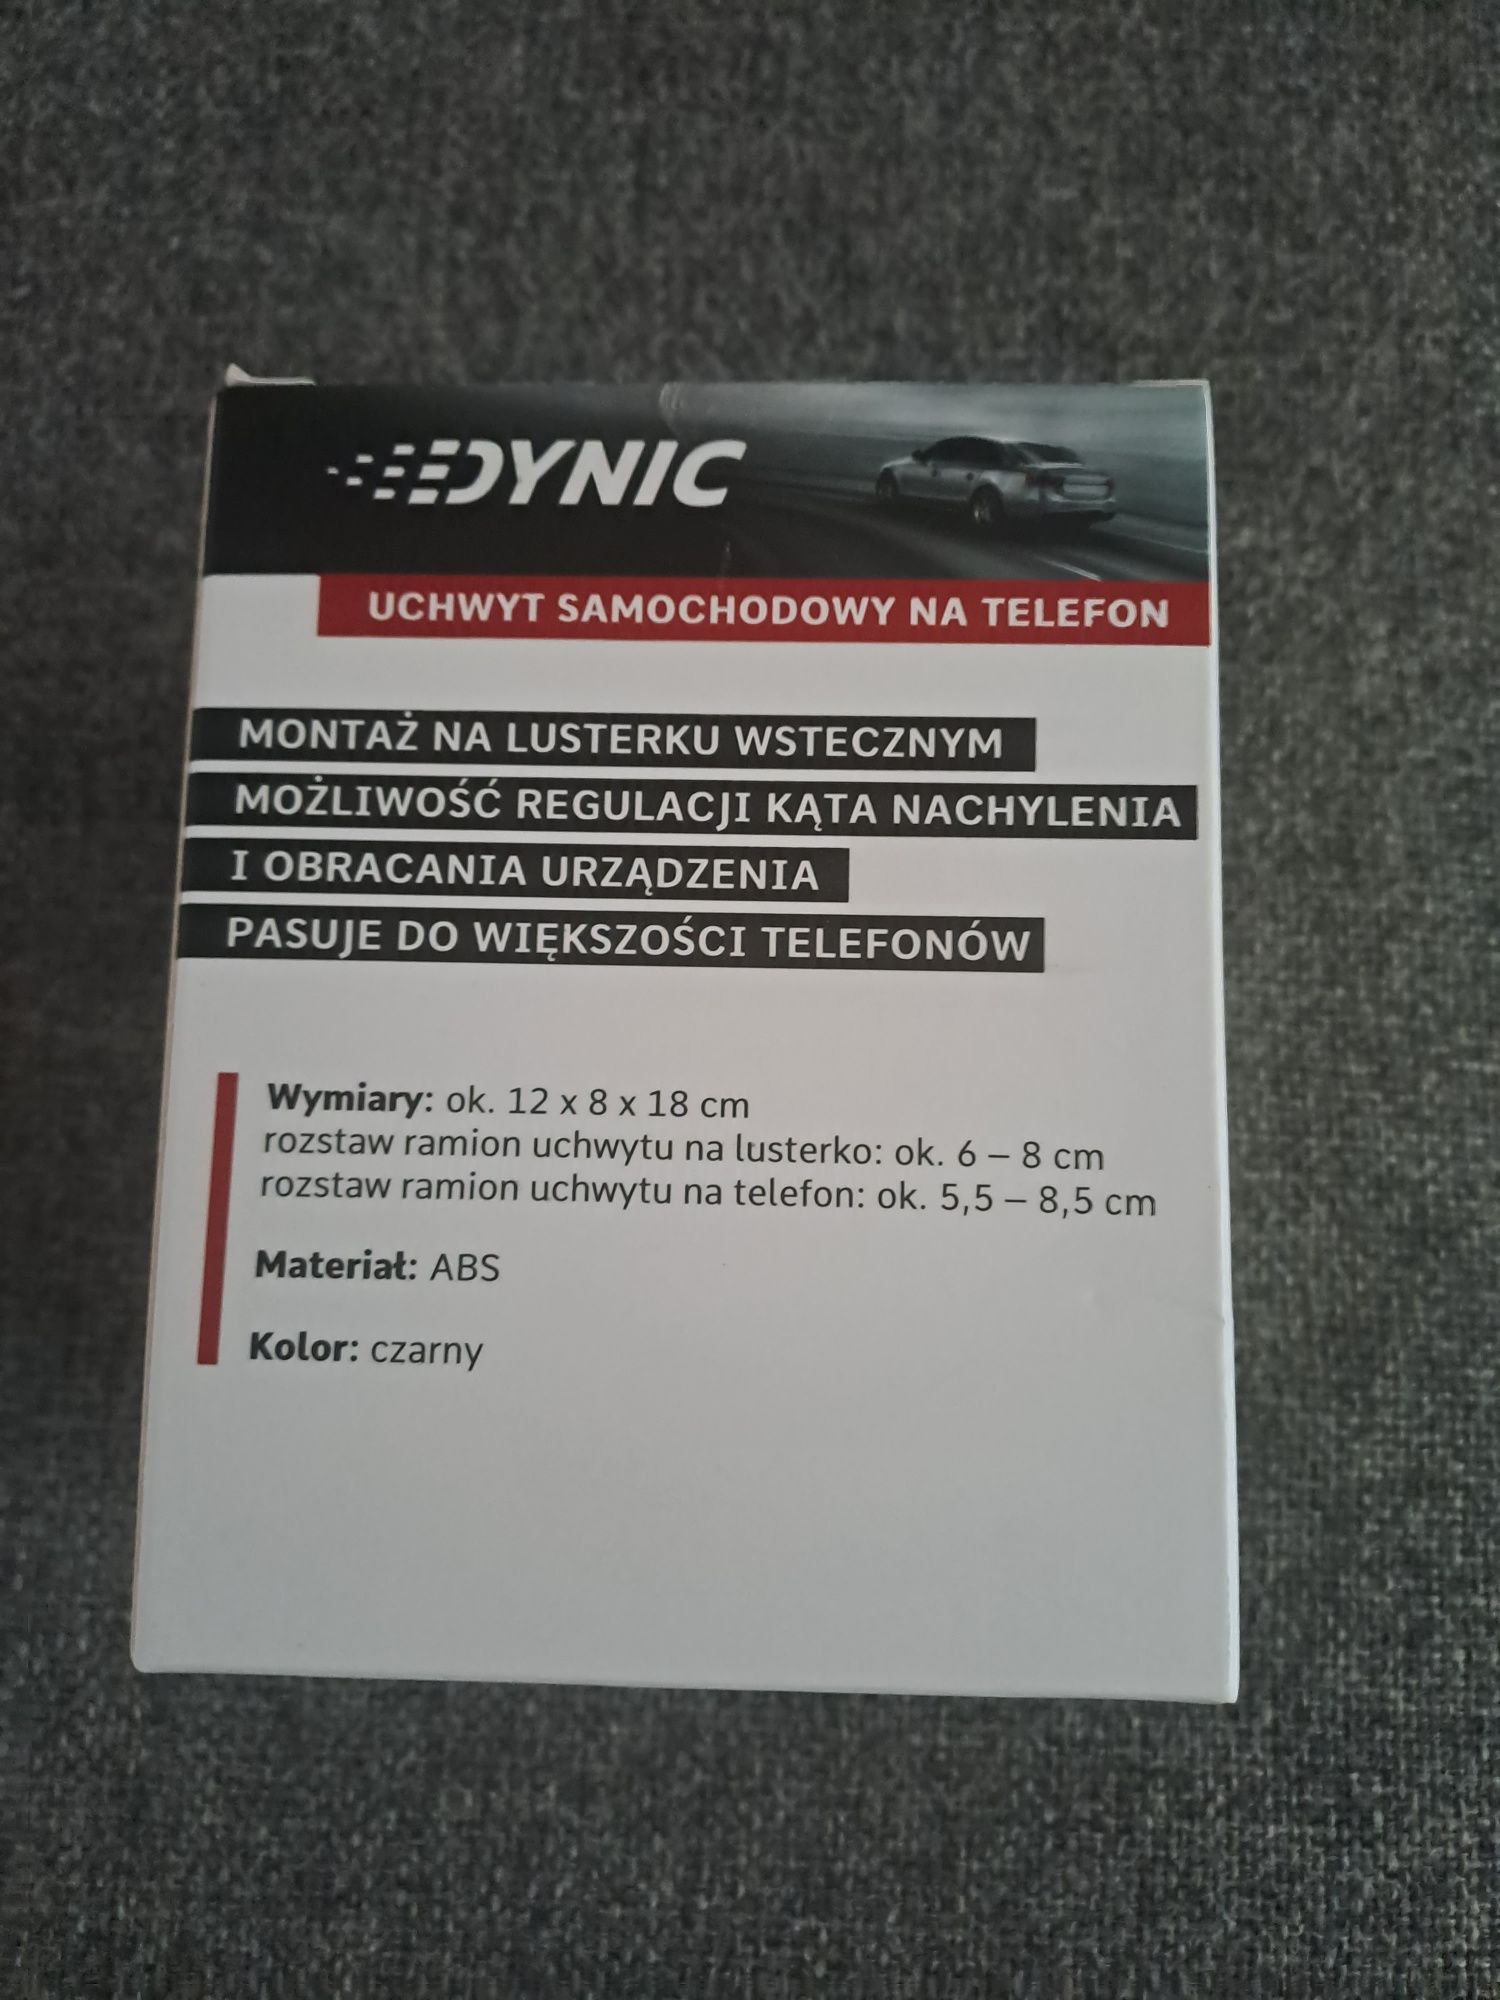 DYNIC
UCHWYT SAMOCHODOWY NA TELEFON
MONTAŻ NA LUSTERKU WSTECZNYM
MOŻLIWOŚĆ REGULACJI KĄTA NACHYLENIA
I OBRACANIA URZĄDZENIA
PASUJE DO WIĘKSZOŚCI TELEFONÓW
Wymiary: ok. 12 x 8 x 18 cm
rozstaw ramion uchwytu na lusterko: ok. 6 – 8 cm
rozstaw ramion uchwytu na telefon: ok. 5,5 – 8,5 cm
Materiał: ABS
Kolor: czarny